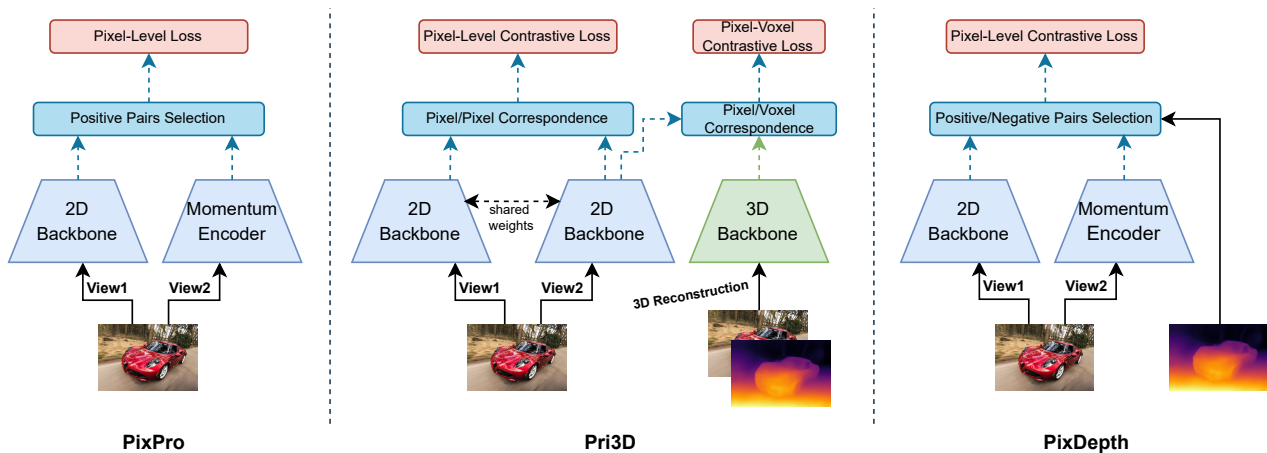 Pixel-Level Loss
Positive Pairs Selection
2D
Backbone
Momentum
Encoder
View1
View2
PixPro
Pixel-Level Contrastive Loss
Pixel-Voxel
Contrastive Loss
Pixel/Pixel Correspondence
Pixel/Voxel
Correspondence
2D
Backbone
shared
weights
2D
Backbone
3D
Backbone
View1
View2
3D Reconstruction
Pri3D
Pixel-Level Contrastive Loss
Positive/Negative Pairs Selection
2D
Backbone
Momentum
Encoder
View1
View2
PixDepth